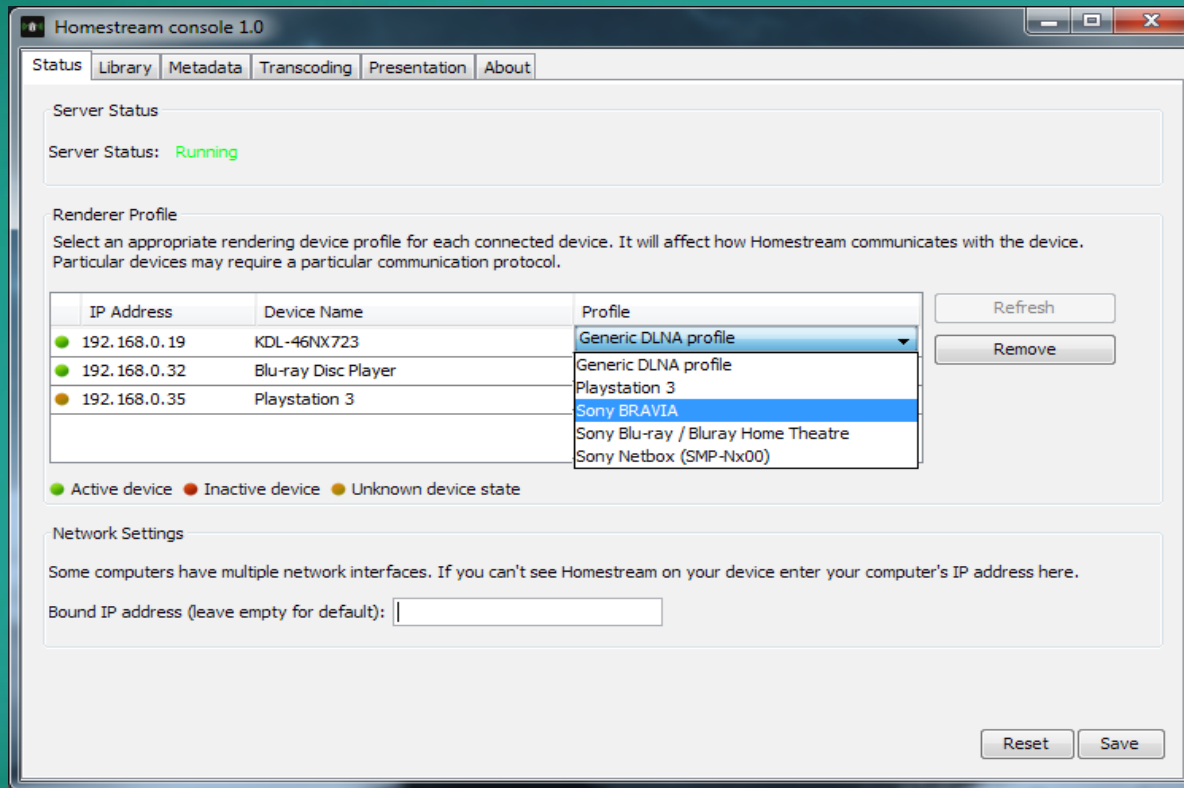 Homestream console 1.0
Status Library Metadata Transcoding Presentation About
Server Status
Server Status: Running
Renderer Profile
Select an appropriate rendering device profile for each connected device. It will affect how Homestream communicates with the device.
Particular devices may require a particular communication protocol.
IP Address Device Name Profile
Refresh
192.168.0.19 KDL-46NX723 Generic DLNA profile
Remove
Generic DLNA profile
192.168.0.32 Blu-ray Disc Player
Playstation 3
192.168.0.35 Playstation 3
Sony BRAVIA
Sony Blu-ray / Bluray Home Theatre
Sony Netbox (SMP-Nx00)
Active device Inactive device Unknown device state
Network Settings
Some computers have multiple network interfaces. If you can't see Homestream on your device enter your computer's IP address here.
Bound IP address (leave empty for default):
Reset Save